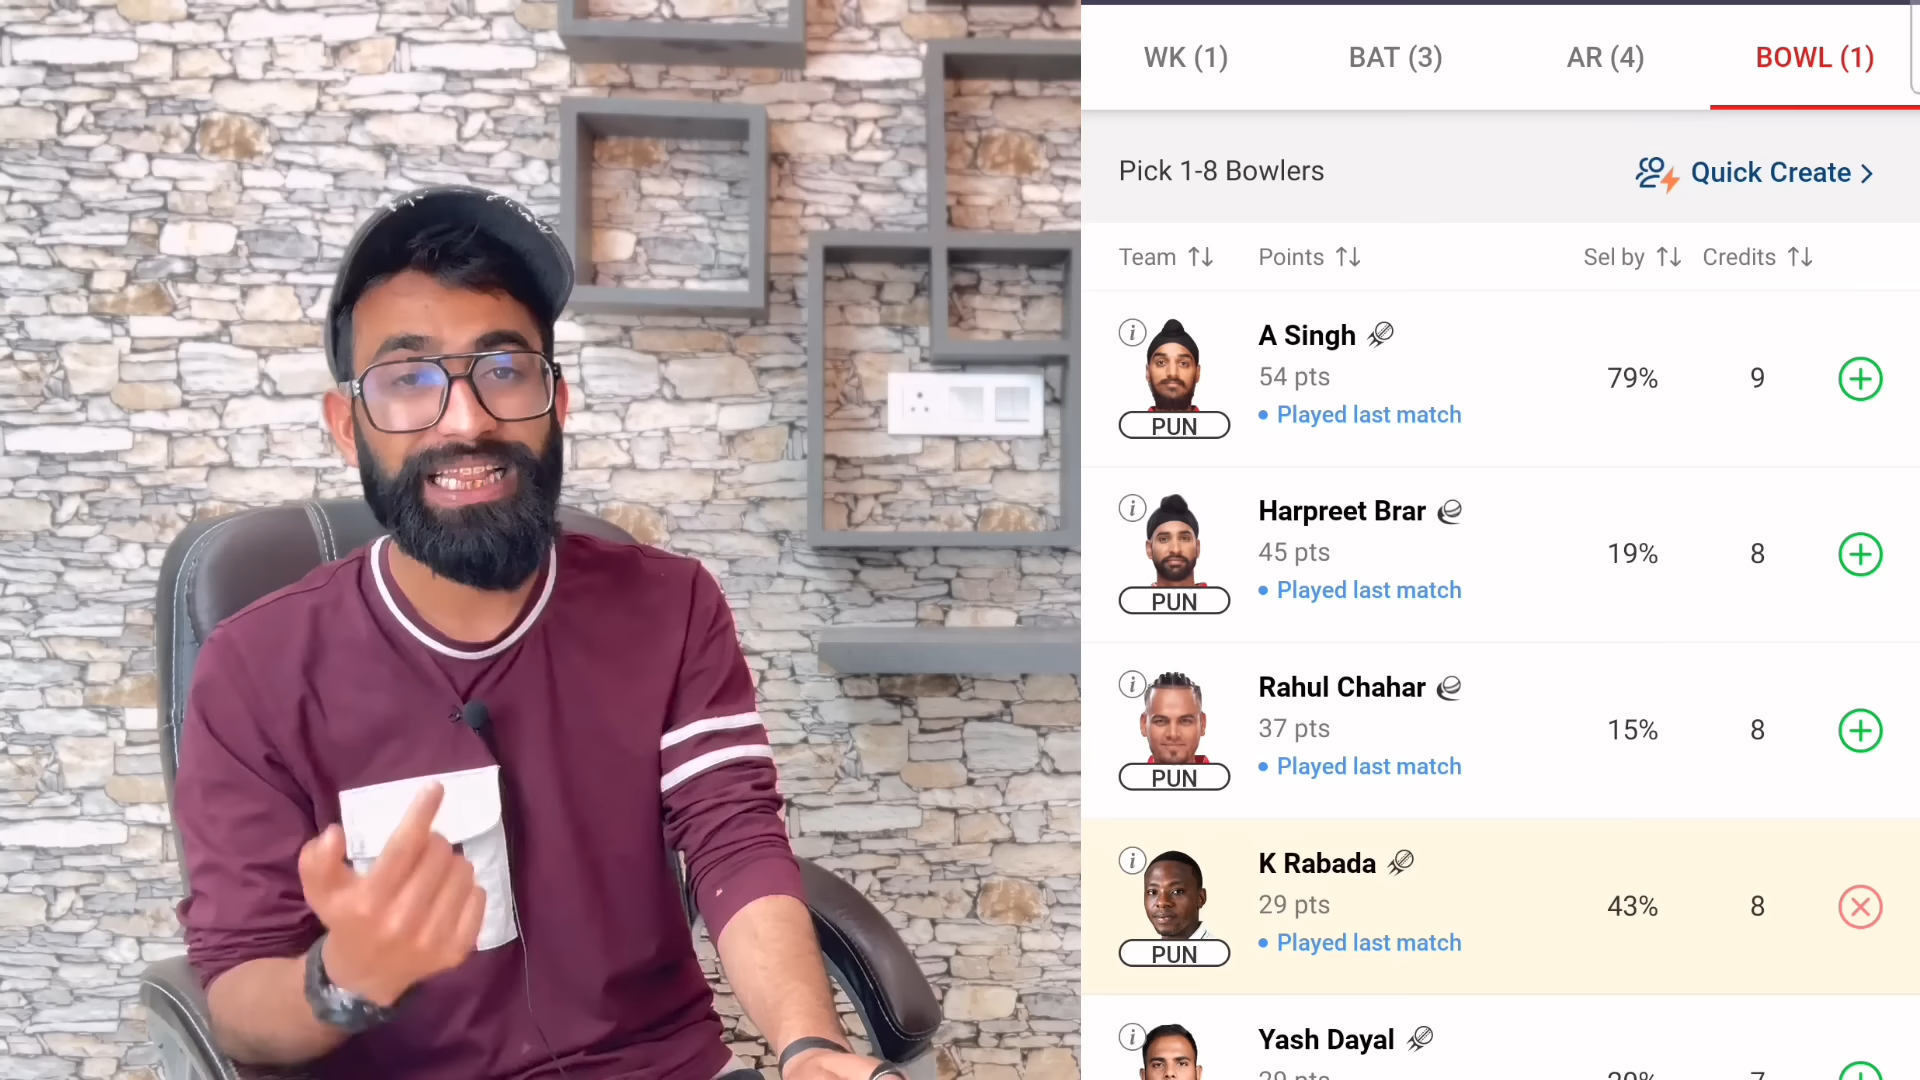 WK (1) BAT (3) AR (4) BOWL (1)
Pick 1-8 Bowlers Quick Create >
Team Points Sel by Credits
A Singh
54 pts 79% 9
Played last match
PUN
Harpreet Brar
45 pts 19% 8
Played last match
PUN
Rahul Chahar
37 pts 15% 8
Played last match
PUN
K Rabada
29 pts 43% 8
Played last match
PUN
Yash Dayal